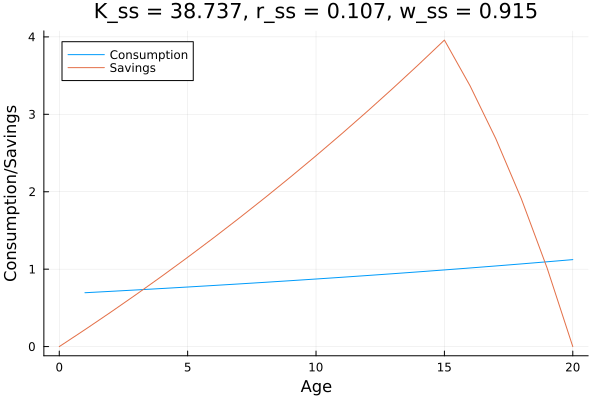 K_ss = 38.737, r_ss = 0.107, w_ss = 0.915
Consumption
Savings
4
3
2
1
0
Consumption/Savings
0 5 10 15 20
Age